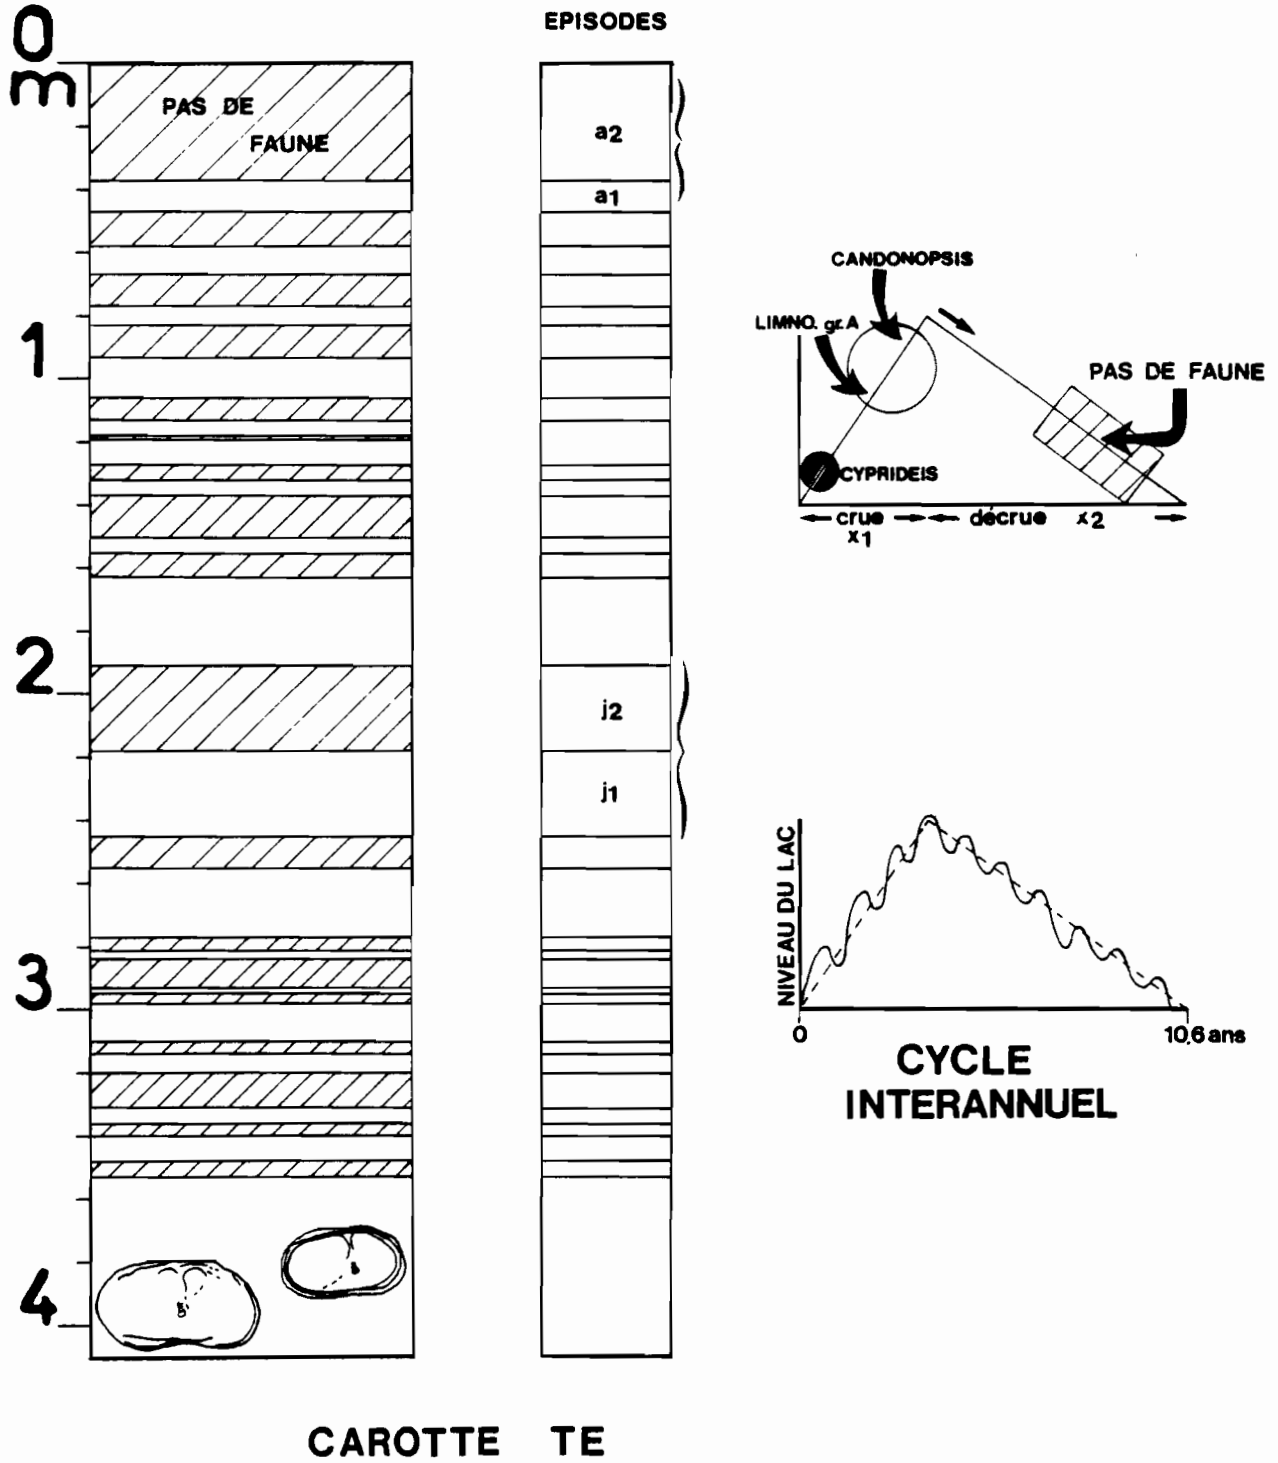 0
m
EPISODES
PAS DE
FAUNE
a2
a1
1
2
j2
j1
3
4
CANDONOPSIS
LIMNO. gr. A
PAS DE FAUNE
CYPRIDEIS
crue
x1
décrue x2
NIVEAU DU LAC
0
10,6 ans
CYCLE
INTERANNUEL
CAROTTE TE